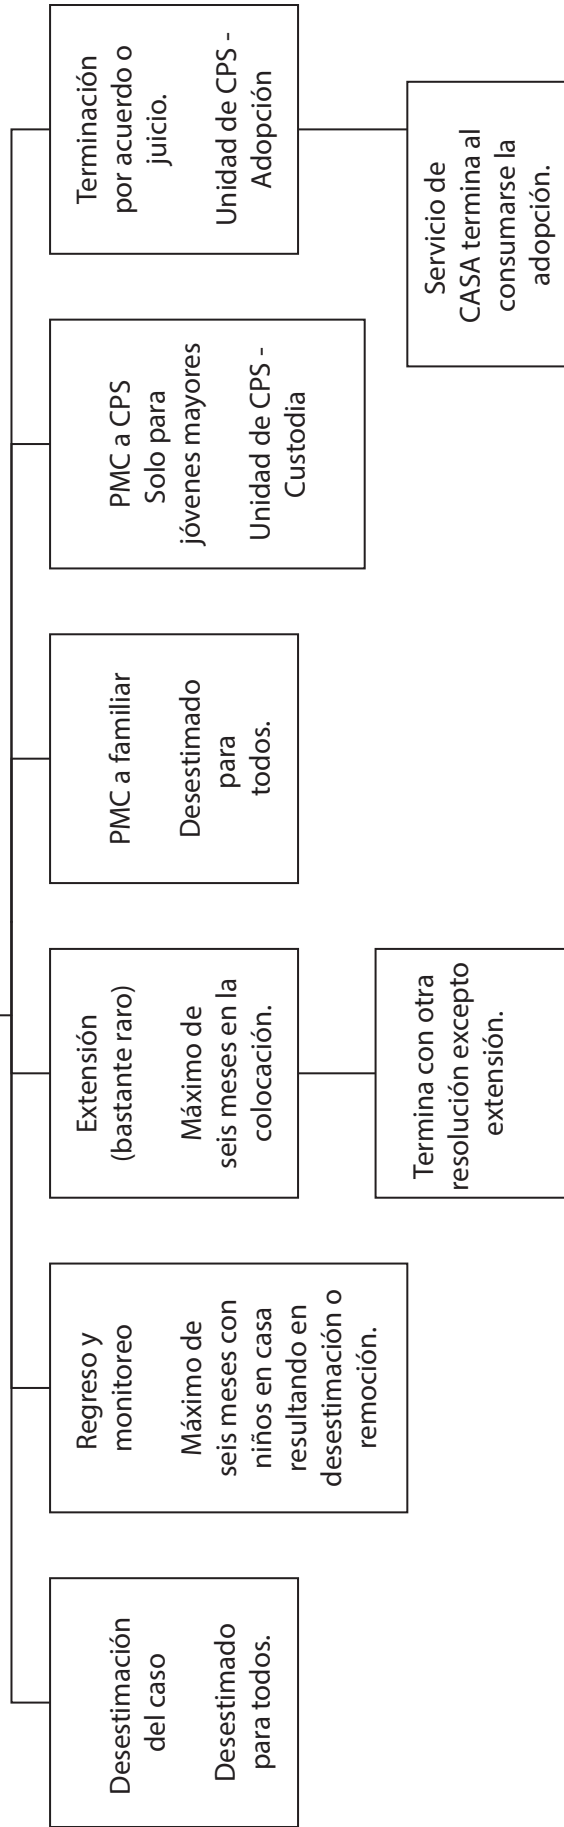 Desestimación
del caso
Desestimado
para todos.
Regreso y
monitoreo
Máximo de
seis meses con
niños en casa
resultando en
desestimación o
remoción.
Extensión
(bastante raro)
Máximo de
seis meses en la
colocación.
Termina con otra
resolución excepto
extensión.
PMC a familiar
Desestimado
para
todos.
PMC a CPS
Solo para
jóvenes mayores
Unidad de CPS -
Custodia
Terminación
por acuerdo o
juicio.
Unidad de CPS -
Adopción
Servicio de
CASA termina al
consumarse la
adopción.